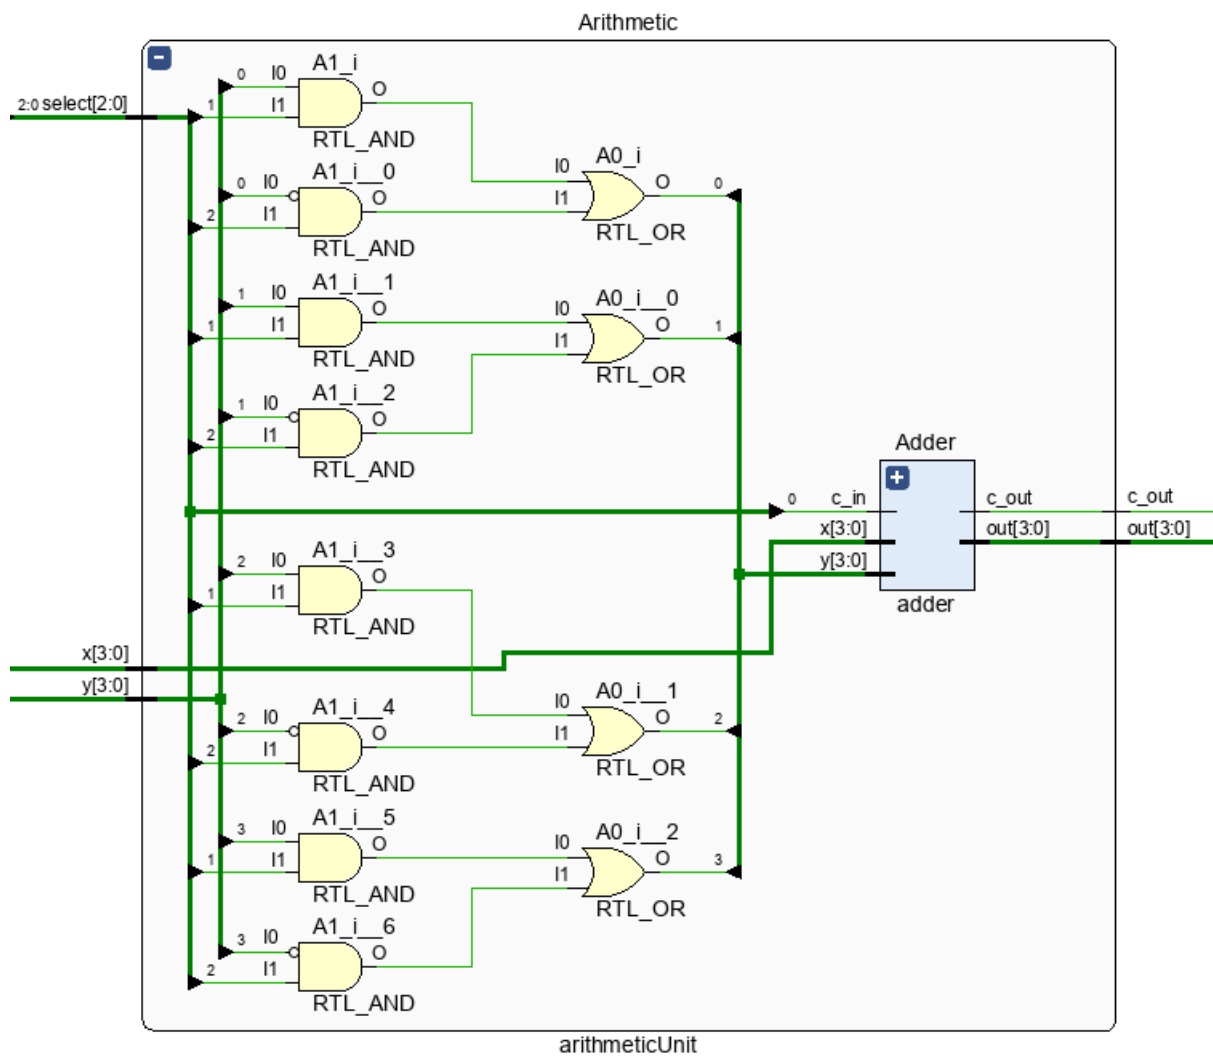 Arithmetic
2:0 select[2:0]
0 I0 A1_i O
1 I1
RTL_AND
0 I0 A1_i__0 O
2 I1
RTL_AND
I0 A0_i O 0
I1
RTL_OR
1 I0 A1_i__1 O
1 I1
RTL_AND
I0 A0_i__0 O 1
I1
RTL_OR
1 I0 A1_i__2 O
2 I1
RTL_AND
Adder
+
0 c_in c_out c_out
x[3:0] out[3:0] out[3:0]
y[3:0]
adder
2 I0 A1_i__3 O
1 I1
RTL_AND
x[3:0]
y[3:0]
2 I0 A1_i__4 O
2 I1
RTL_AND
I0 A0_i__1 O 2
I1
RTL_OR
3 I0 A1_i__5 O
1 I1
RTL_AND
I0 A0_i__2 O 3
I1
RTL_OR
3 I0 A1_i__6 O
2 I1
RTL_AND
arithmeticUnit